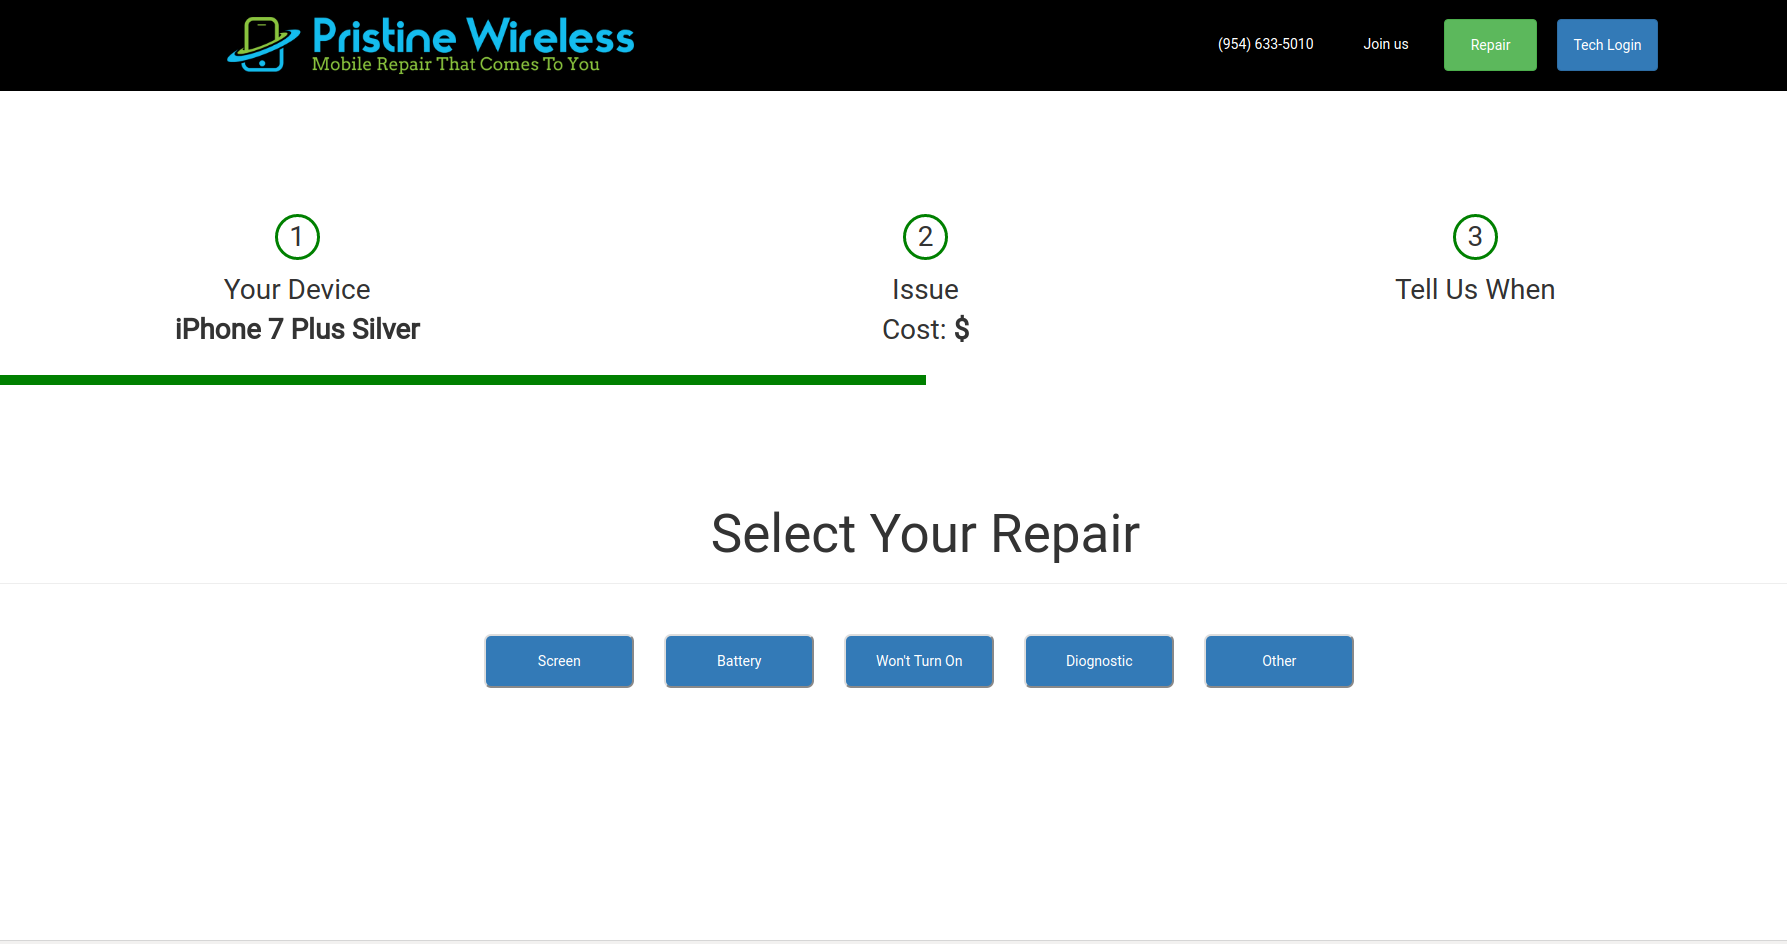 Pristine Wireless
Mobile Repair That Comes To You
(954) 633-5010
Join us
Repair
Tech Login
1
Your Device
iPhone 7 Plus Silver
2
Issue
Cost: $
3
Tell Us When
Select Your Repair
Screen
Battery
Won't Turn On
Diognostic
Other